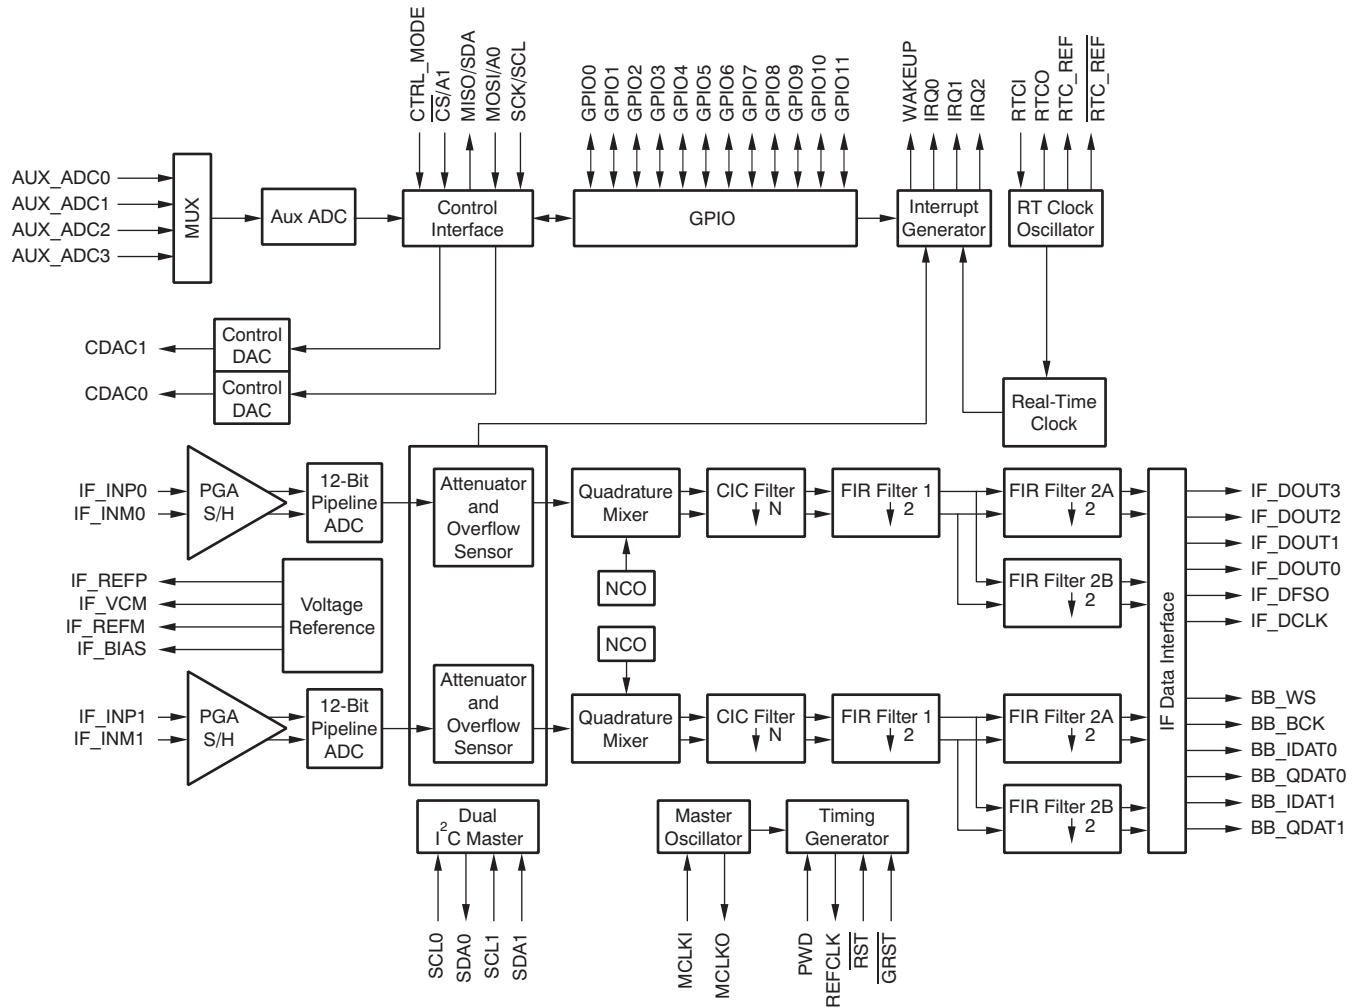 CTRL_MODE
CS/A1
MISO/SDA
MOSI/A0
SCK/SCL
GPIO0
GPIO1
GPIO2
GPIO3
GPIO4
GPIO5
GPIO6
GPIO7
GPIO8
GPIO9
GPIO10
GPIO11
WAKEUP
IRQ0
IRQ1
IRQ2
RTCI
RTCO
RTC_REF
RTC_REF
AUX_ADC0
AUX_ADC1
AUX_ADC2
AUX_ADC3
MUX
Aux ADC
Control
Interface
GPIO
Interrupt
Generator
RT Clock
Oscillator
CDAC1
Control
DAC
CDAC0
Control
DAC
Real-Time
Clock
IF_INP0
IF_INM0
PGA
S/H
12-Bit
Pipeline
ADC
Attenuator
and
Overflow
Sensor
Quadrature
Mixer
CIC Filter
N
FIR Filter 1
2
FIR Filter 2A
2
NCO
FIR Filter 2B
2
IF_REFP
IF_VCM
IF_REFM
IF_BIAS
Voltage
Reference
NCO
IF_INP1
IF_INM1
PGA
S/H
12-Bit
Pipeline
ADC
Attenuator
and
Overflow
Sensor
Quadrature
Mixer
CIC Filter
N
FIR Filter 1
2
FIR Filter 2A
2
FIR Filter 2B
2
IF Data Interface
IF_DOUT3
IF_DOUT2
IF_DOUT1
IF_DOUT0
IF_DFSO
IF_DCLK
BB_WS
BB_BCK
BB_IDAT0
BB_QDAT0
BB_IDAT1
BB_QDAT1
Dual
I2C Master
Master
Oscillator
Timing
Generator
SCL0
SDA0
SCL1
SDA1
MCLKI
MCLKO
PWD
REFCLK
RST
GRST